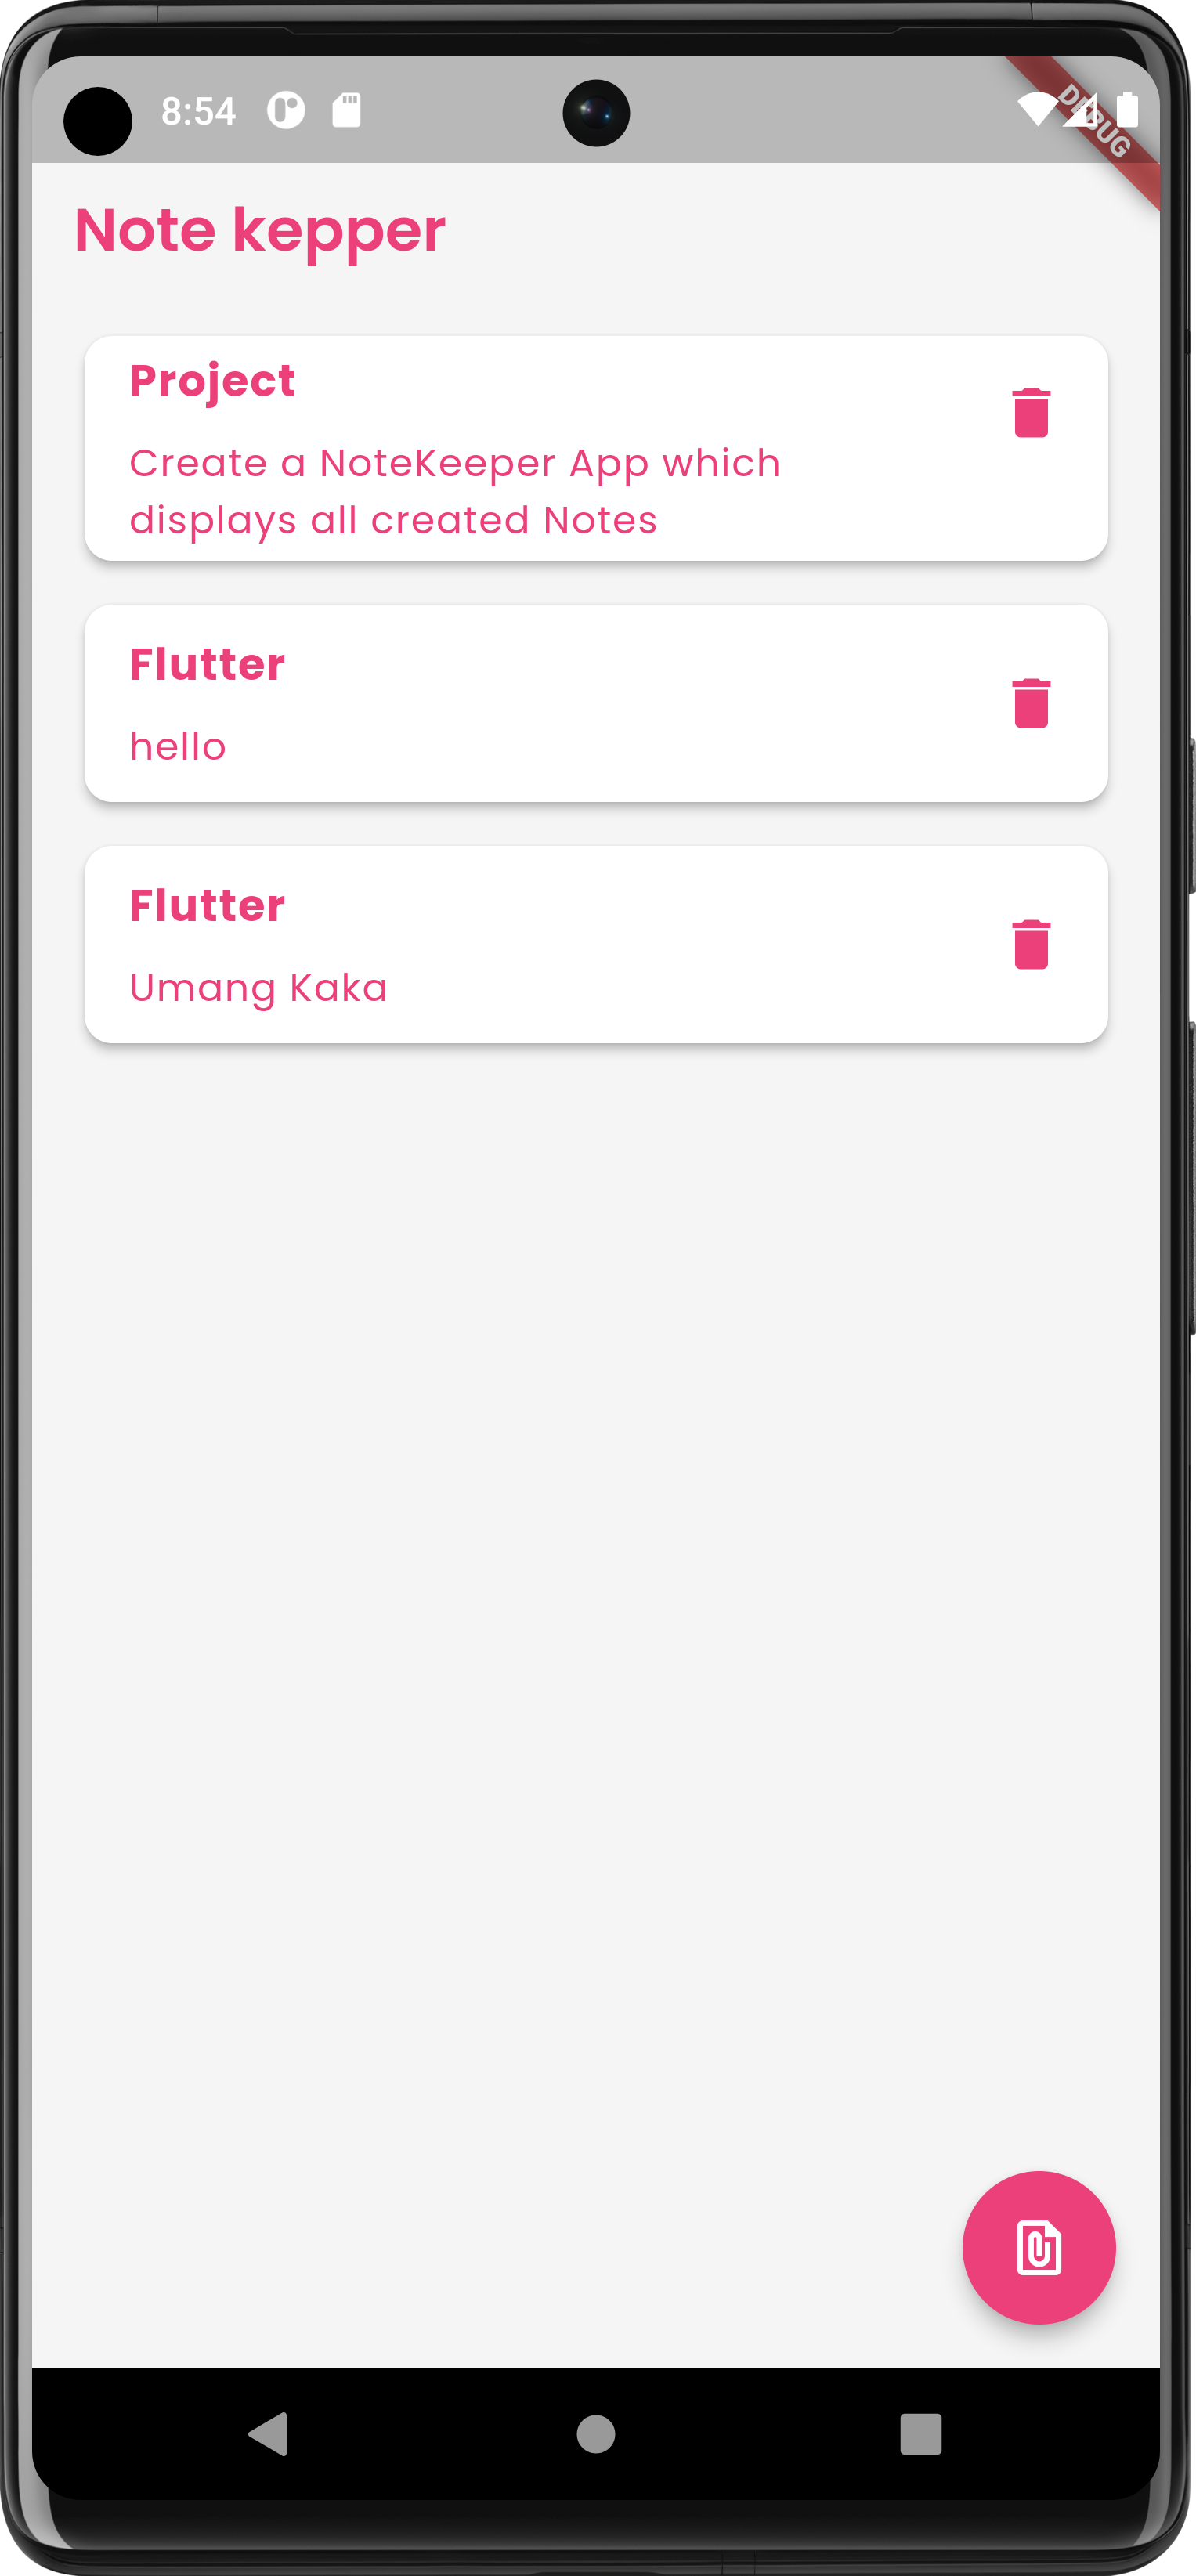 8:54
DEBUG
Note kepper
Project
Create a NoteKeeper App which
displays all created Notes
Flutter
hello
Flutter
Umang Kaka